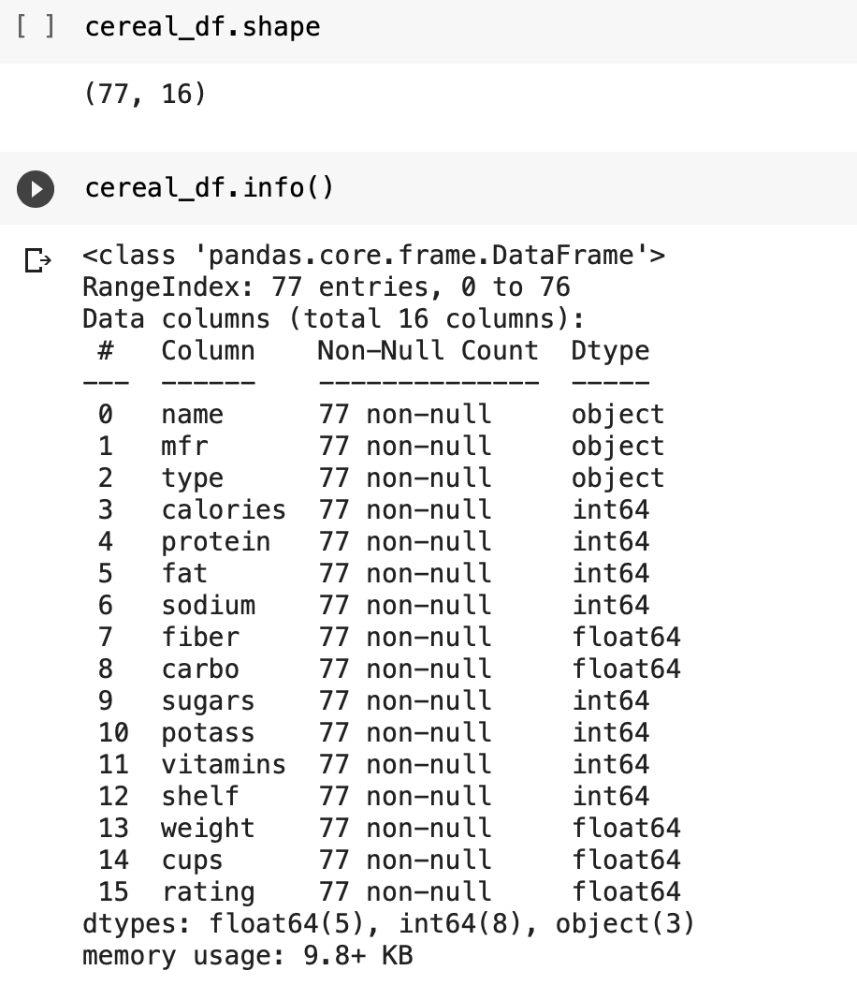 [ ] cereal_df.shape
(77, 16)
cereal_df.info()
<class 'pandas.core.frame.DataFrame'>
RangeIndex: 77 entries, 0 to 76
Data columns (total 16 columns):
 #   Column    Non-Null Count  Dtype
---  ------    --------------  -----
 0   name      77 non-null     object
 1   mfr       77 non-null     object
 2   type      77 non-null     object
 3   calories  77 non-null     int64
 4   protein   77 non-null     int64
 5   fat       77 non-null     int64
 6   sodium    77 non-null     int64
 7   fiber     77 non-null     float64
 8   carbo     77 non-null     float64
 9   sugars    77 non-null     int64
 10  potass    77 non-null     int64
 11  vitamins  77 non-null     int64
 12  shelf     77 non-null     int64
 13  weight    77 non-null     float64
 14  cups      77 non-null     float64
 15  rating    77 non-null     float64
dtypes: float64(5), int64(8), object(3)
memory usage: 9.8+ KB